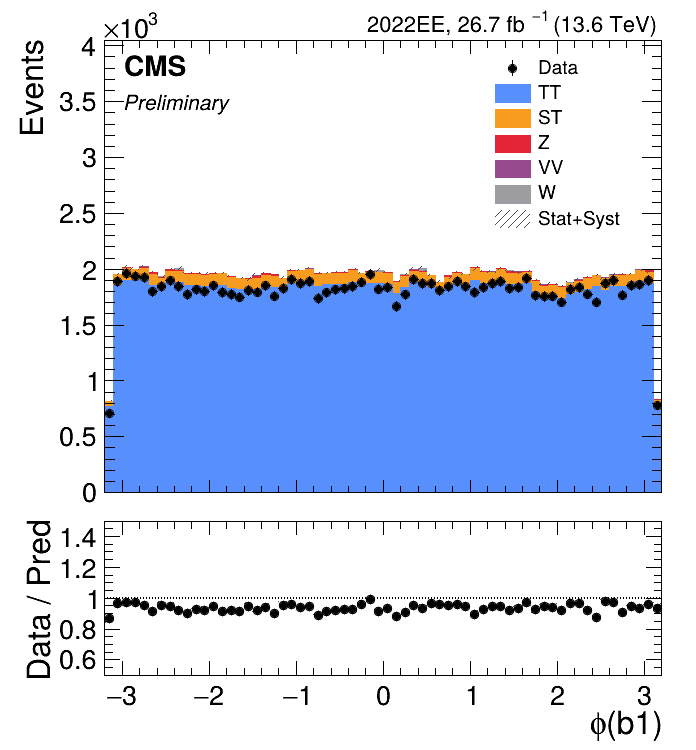 ×10³
2022EE, 26.7 fb ⁻¹ (13.6 TeV)
Events
CMS
Preliminary
Data
TT
ST
Z
VV
W
Stat+Syst
4
3.5
3
2.5
2
1.5
1
0.5
0
Data / Pred
1.4
1.2
1
0.8
0.6
−3 −2 −1 0 1 2 3
ϕ(b1)